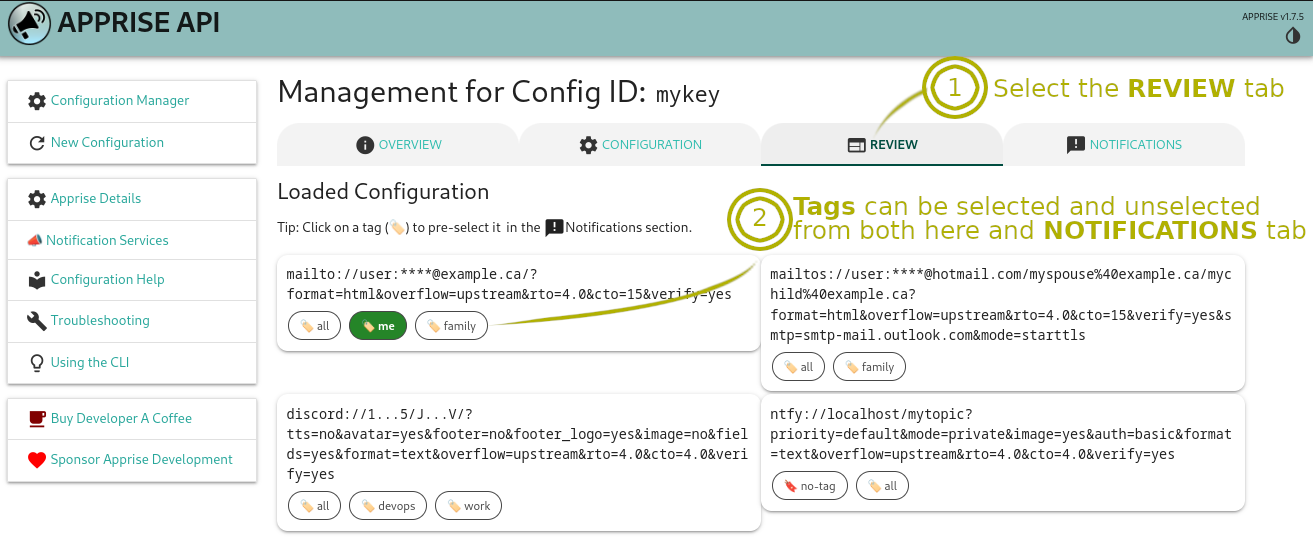 APPRISE API
APPRISE v1.7.5
Configuration Manager
New Configuration
Apprise Details
Notification Services
Configuration Help
Troubleshooting
Using the CLI
Buy Developer A Coffee
Sponsor Apprise Development
Management for Config ID: mykey
1 Select the REVIEW tab
OVERVIEW
CONFIGURATION
REVIEW
NOTIFICATIONS
Loaded Configuration
2 Tags can be selected and unselected
from both here and NOTIFICATIONS tab
Tip: Click on a tag (🏷️) to pre-select it in the Notifications section.
mailto://user:****@example.ca/?
format=html&overflow=upstream&rto=4.0&cto=15&verify=yes
all
me
family
mailtos://user:****@hotmail.com/myspouse%40example.ca/myc
hild%40example.ca?
format=html&overflow=upstream&rto=4.0&cto=15&verify=yes&s
mtp=smtp-mail.outlook.com&mode=starttls
all
family
discord://1...5/J...V/?
tts=no&avatar=yes&footer=no&footer_logo=yes&image=no&fiel
ds=yes&format=text&overflow=upstream&rto=4.0&cto=4.0&veri
fy=yes
all
devops
work
ntfy://localhost/mytopic?
priority=default&mode=private&image=yes&auth=basic&format
=text&overflow=upstream&rto=4.0&cto=4.0&verify=yes
no-tag
all